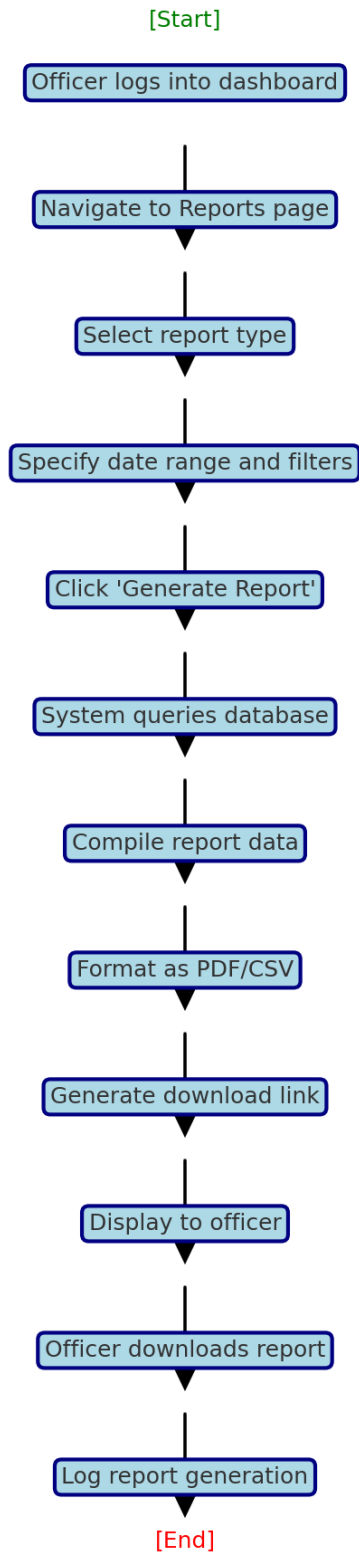 [Start]
Officer logs into dashboard
Navigate to Reports page
Select report type
Specify date range and filters
Click 'Generate Report'
System queries database
Compile report data
Format as PDF/CSV
Generate download link
Display to officer
Officer downloads report
Log report generation
[End]